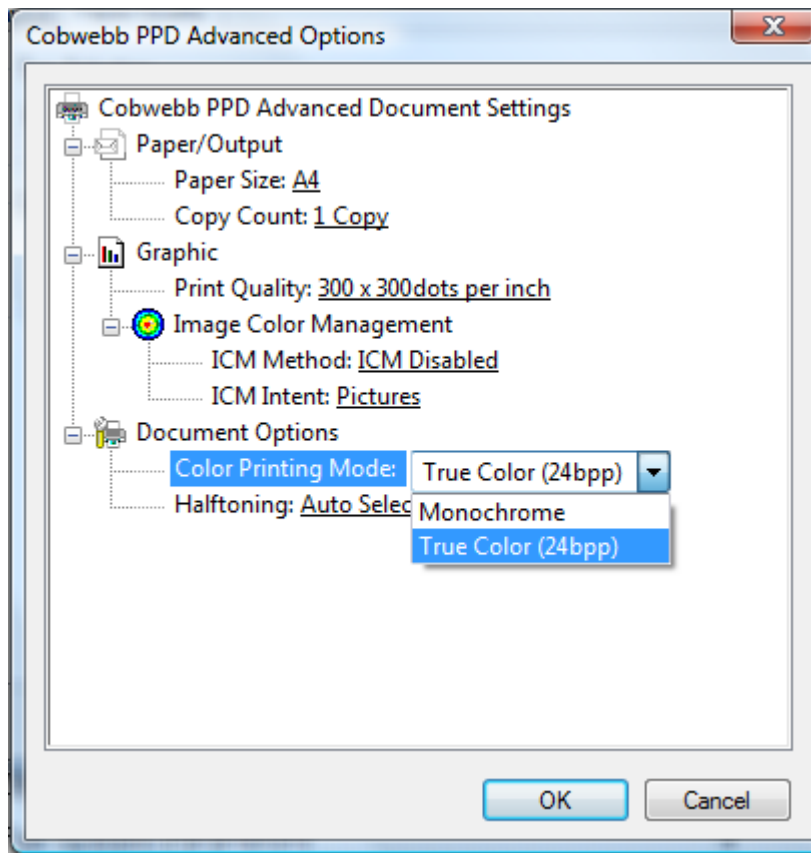 Cobwebb PPD Advanced Options
Cobwebb PPD Advanced Document Settings
Paper/Output
Paper Size: A4
Copy Count: 1 Copy
Graphic
Print Quality: 300 x 300dots per inch
Image Color Management
ICM Method: ICM Disabled
ICM Intent: Pictures
Document Options
Color Printing Mode: True Color (24bpp)
Halftoning: Auto Selec
Monochrome
True Color (24bpp)
OK Cancel